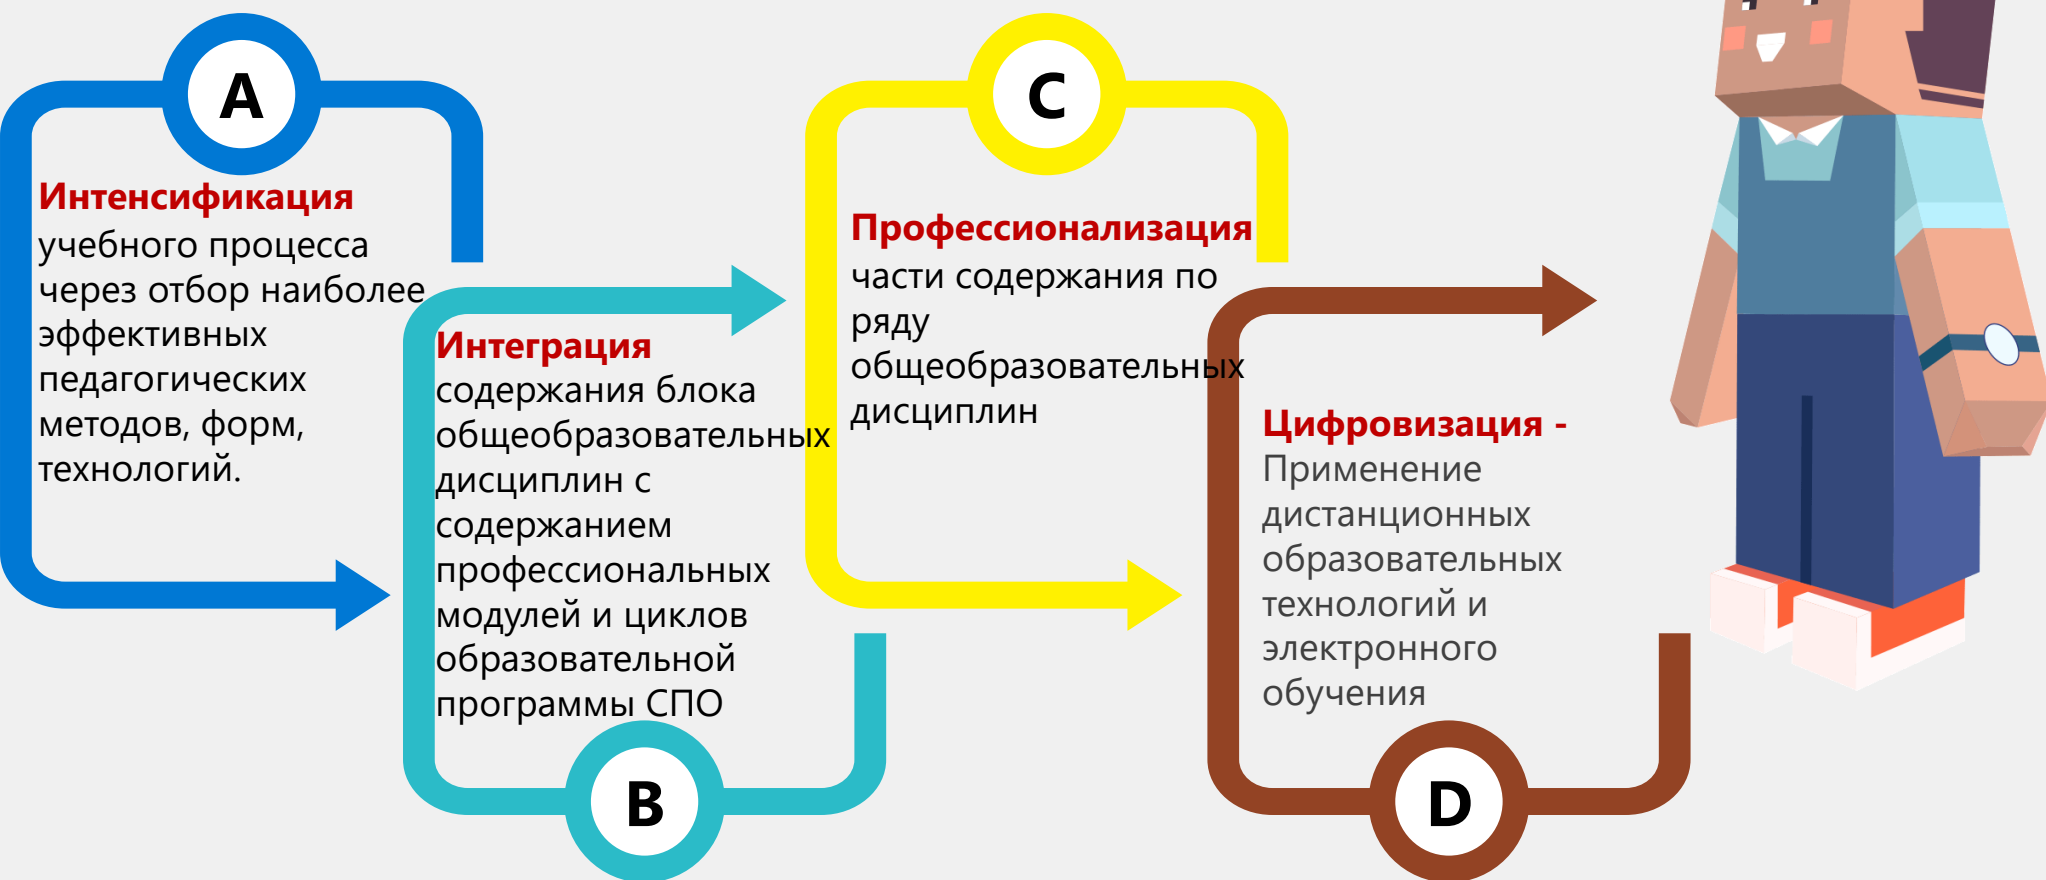 A
Интенсификация
учебного процесса
через отбор наиболее
эффективных
педагогических
методов, форм,
технологий.
Интеграция
содержания блока
общеобразовательных
дисциплин с
содержанием
профессиональных
модулей и циклов
образовательной
программы СПО
B
C
Профессионализация
части содержания по
ряду
общеобразовательных
дисциплин
Цифровизация -
Применение
дистанционных
образовательных
технологий и
электронного
обучения
D